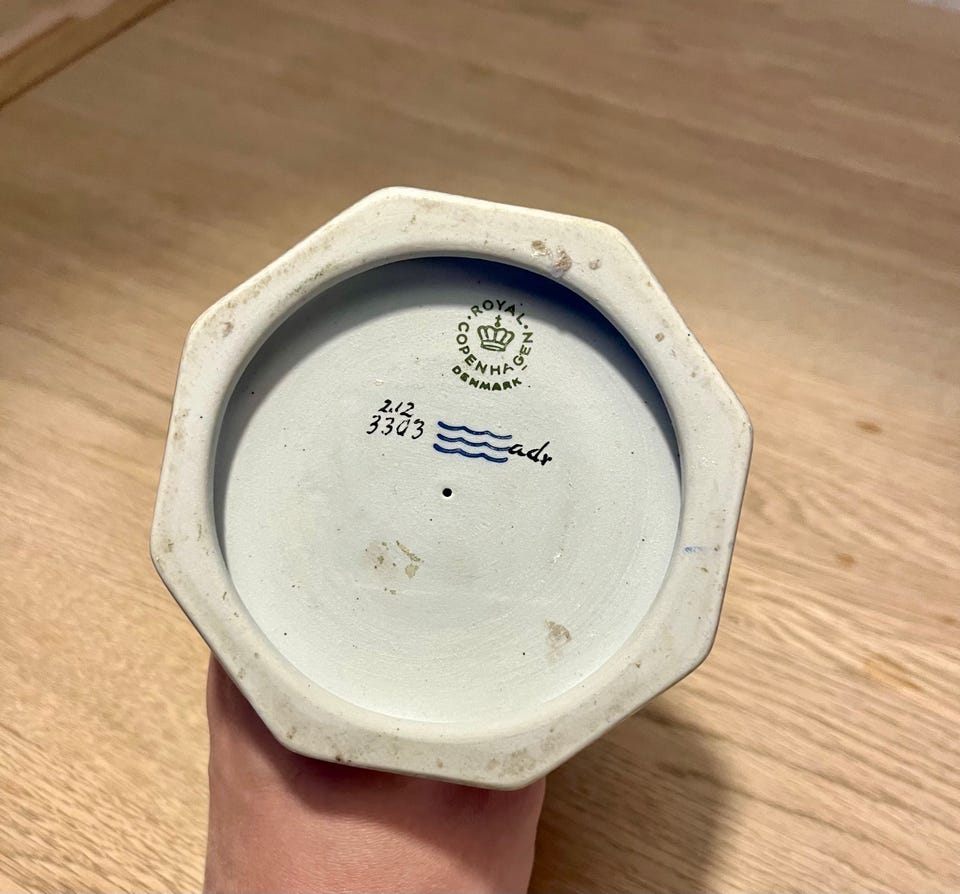 ROYAL COPENHAGEN
DENMARK
212
3303
adr